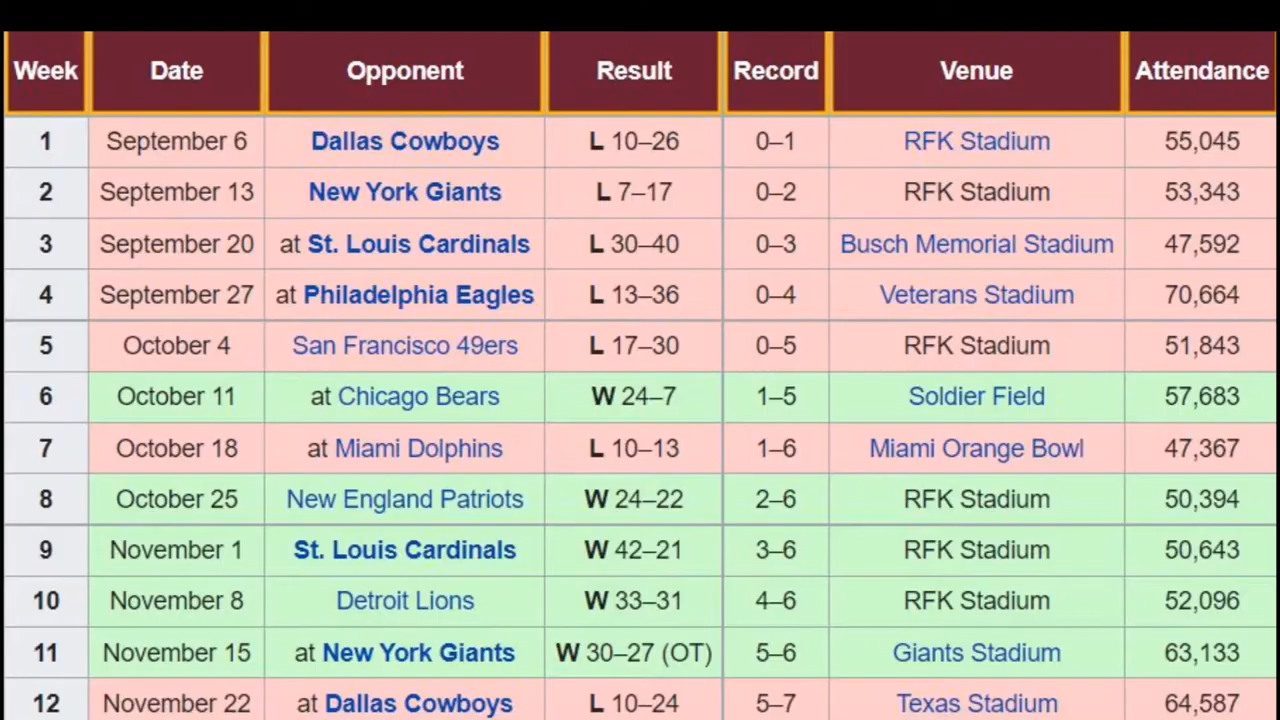 Week Date Opponent Result Record Venue Attendance
1 September 6 Dallas Cowboys L 10–26 0–1 RFK Stadium 55,045
2 September 13 New York Giants L 7–17 0–2 RFK Stadium 53,343
3 September 20 at St. Louis Cardinals L 30–40 0–3 Busch Memorial Stadium 47,592
4 September 27 at Philadelphia Eagles L 13–36 0–4 Veterans Stadium 70,664
5 October 4 San Francisco 49ers L 17–30 0–5 RFK Stadium 51,843
6 October 11 at Chicago Bears W 24–7 1–5 Soldier Field 57,683
7 October 18 at Miami Dolphins L 10–13 1–6 Miami Orange Bowl 47,367
8 October 25 New England Patriots W 24–22 2–6 RFK Stadium 50,394
9 November 1 St. Louis Cardinals W 42–21 3–6 RFK Stadium 50,643
10 November 8 Detroit Lions W 33–31 4–6 RFK Stadium 52,096
11 November 15 at New York Giants W 30–27 (OT) 5–6 Giants Stadium 63,133
12 November 22 at Dallas Cowboys L 10–24 5–7 Texas Stadium 64,587